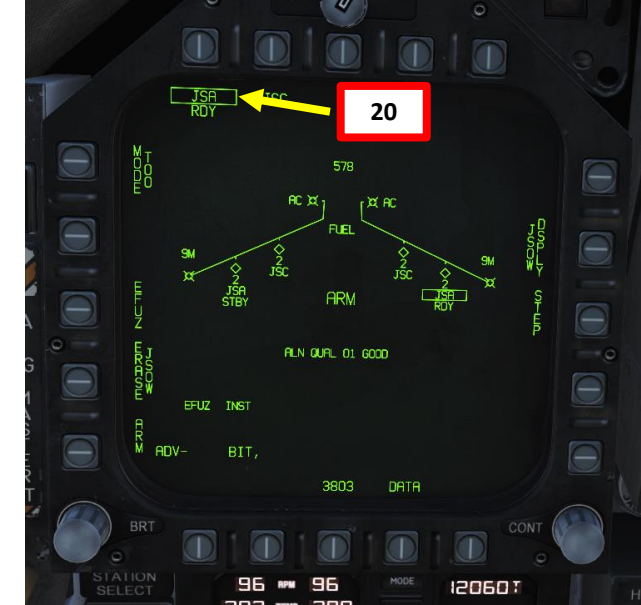 JSA JSC
RDY
20
MODE
TOO
578
AC AC
FUEL
9M 9M
2 2
JSC JSC
2 2
JSA JSA
STBY RDY
JSOW
DSPLY
STEP
EFUZ
ARM
ALN QUAL 01 GOOD
ERASE
JSOW
EFUZ INST
ARM
ADV- BIT,
3803 DATA
BRT
CONT
STATION
SELECT
96 RPM 96
MODE
12060T